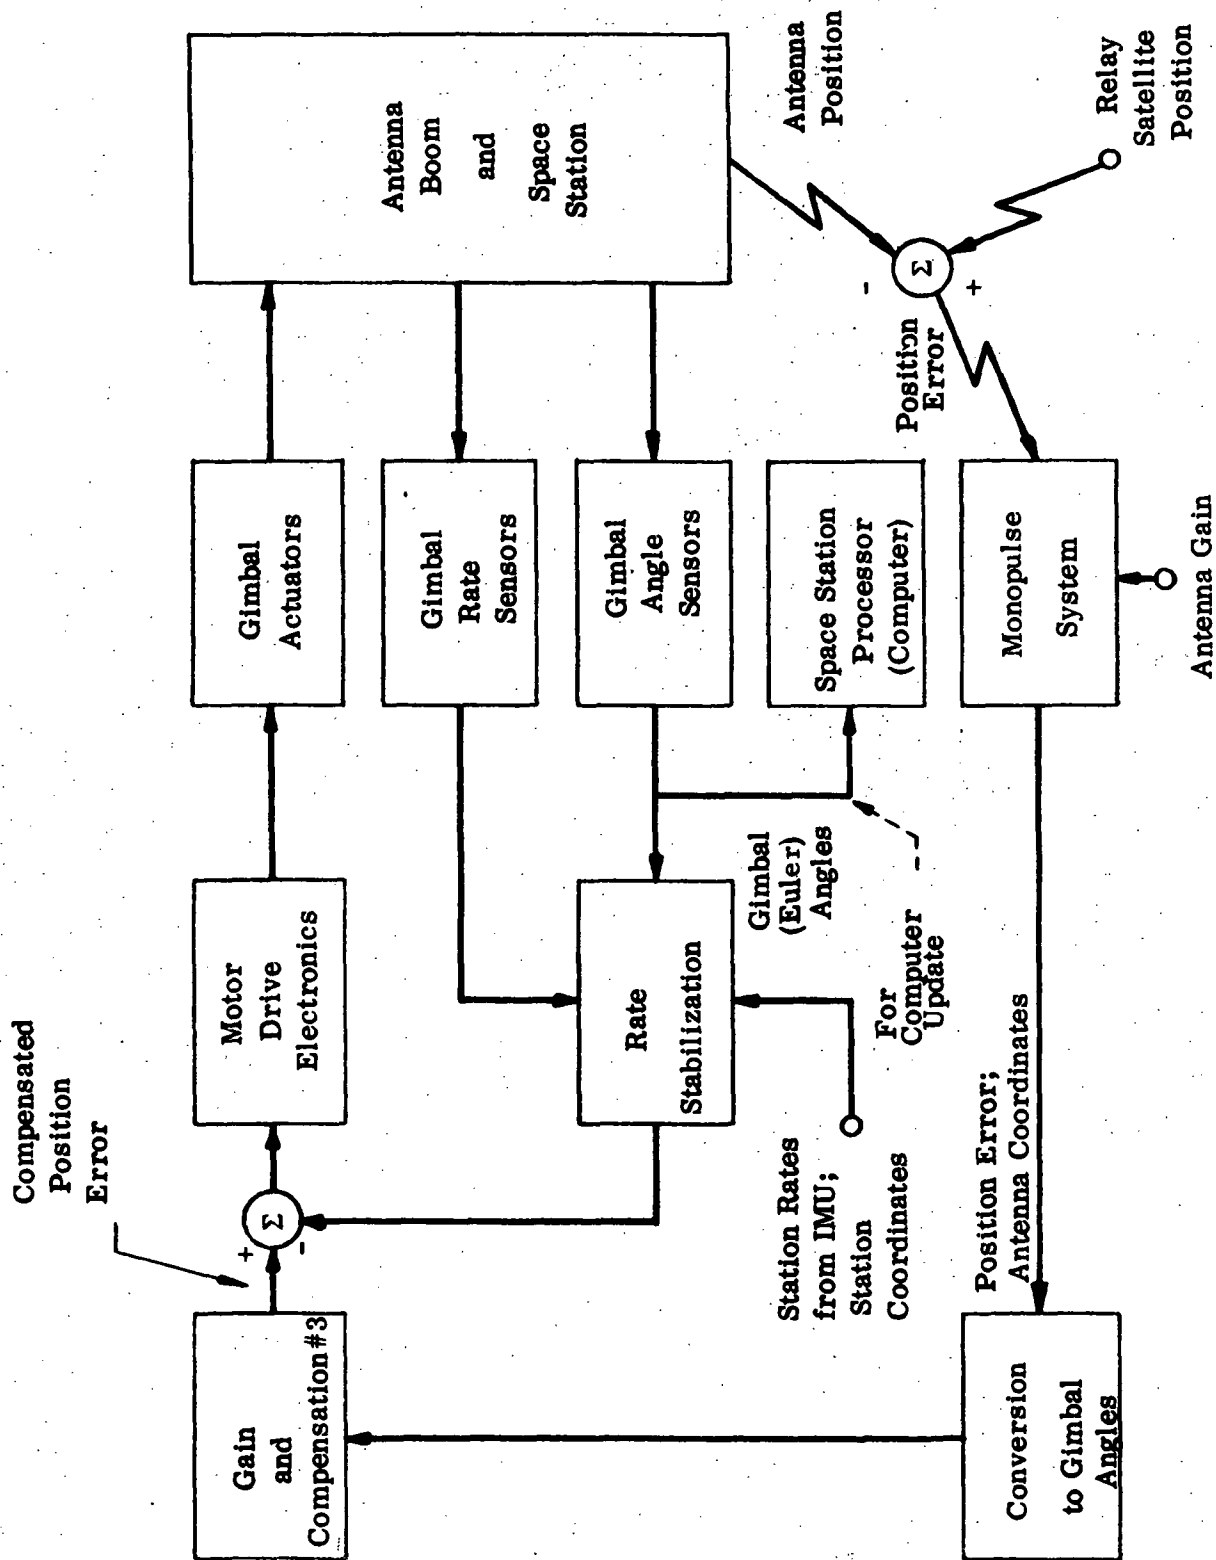 Compensated
Position
Error
Gain
and
Compensation #3
+
-
Σ
Motor
Drive
Electronics
Gimbal
Actuators
Antenna
Boom
and
Space
Station
Gimbal
Rate
Sensors
Rate
Stabilization
Gimbal
Angle
Sensors
Gimbal
(Euler)
Angles
Space Station
Processor
(Computer)
For
Computer
Update
Station Rates
from IMU;
Station
Coordinates
Antenna
Position
-
Σ
+
Relay
Satellite
Position
Position
Error
Monopulse
System
Antenna Gain
Position Error;
Antenna Coordinates
Conversion
to Gimbal
Angles